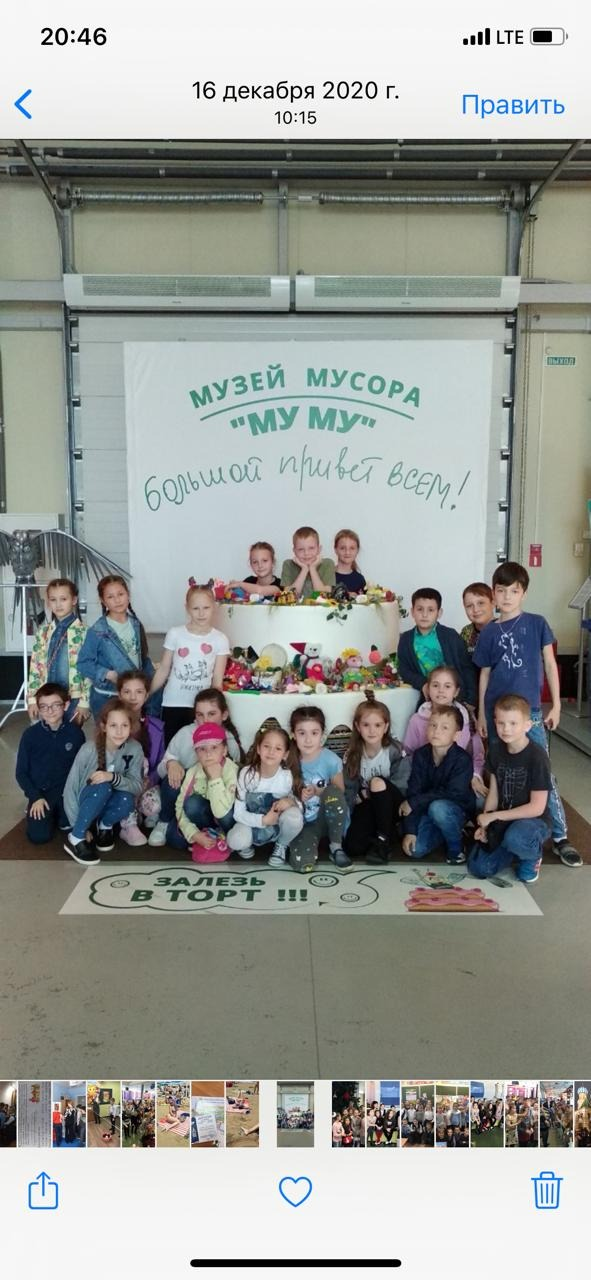 20:46
LTE
16 декабря 2020 г.
10:15
Править
МУЗЕЙ МУСОРА
"МУ МУ"
большой привет ВСЕМ!
ВЫХОД
ЗАЛЕЗЬ
В ТОРТ !!!